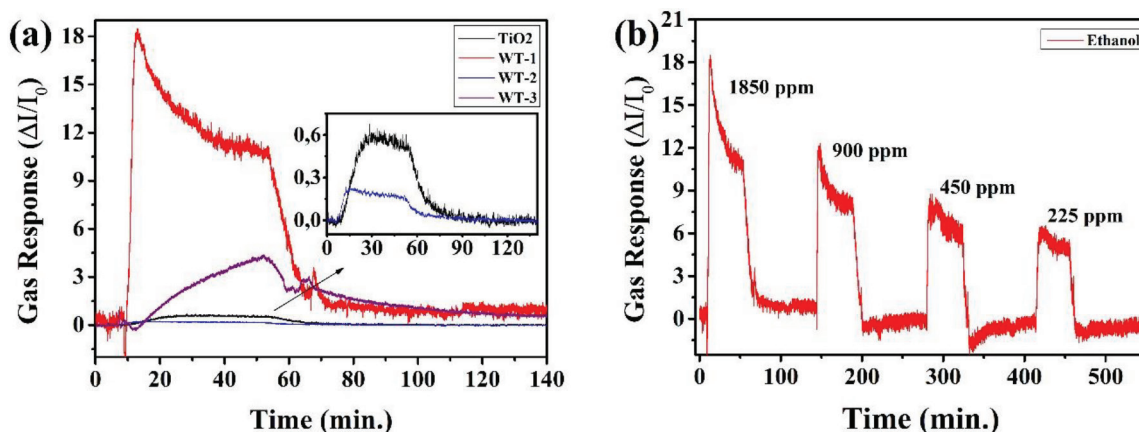 (a)
TiO2
WT-1
WT-2
WT-3
Gas Response (ΔI/I₀)
18
15
12
9
6
3
0
0,6
0,3
0,0
0 30 60 90 120
0 20 40 60 80 100 120 140
Time (min.)
(b)
Ethanol
Gas Response (ΔI/I₀)
21
18
15
12
9
6
3
0
1850 ppm
900 ppm
450 ppm
225 ppm
0 100 200 300 400 500
Time (min.)